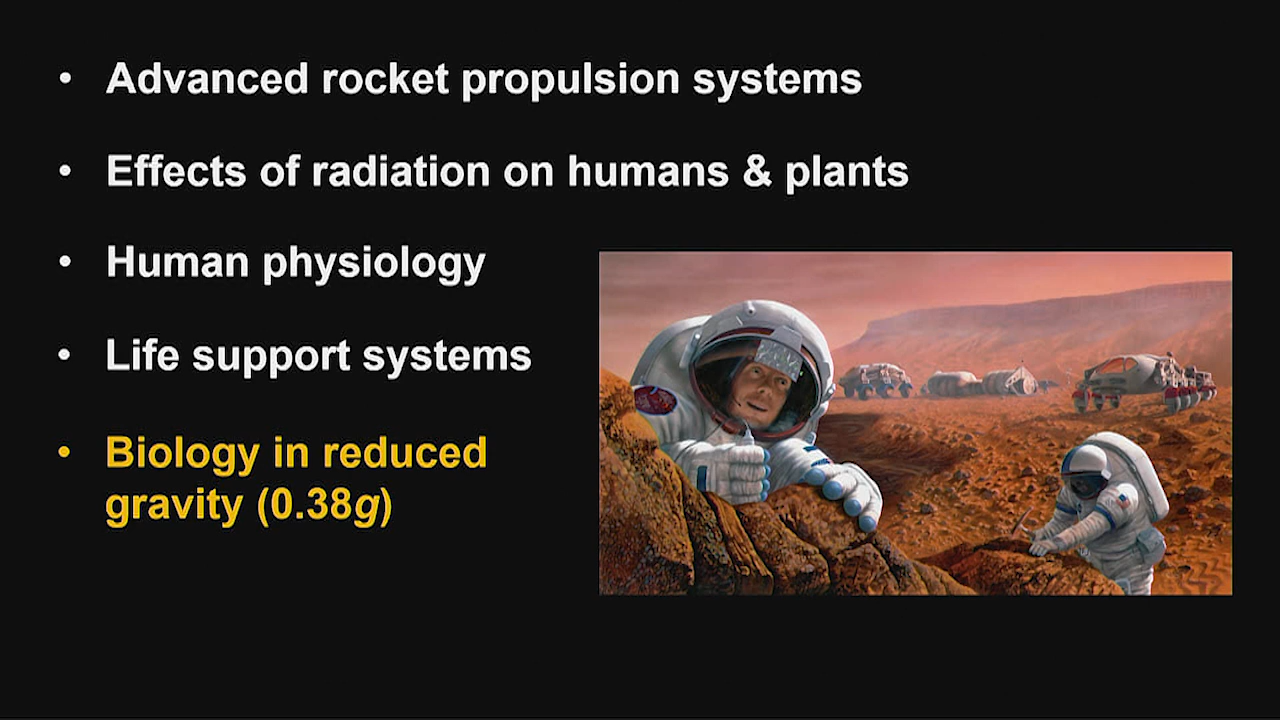 • Advanced rocket propulsion systems
• Effects of radiation on humans & plants
• Human physiology
• Life support systems
• Biology in reduced
gravity (0.38g)